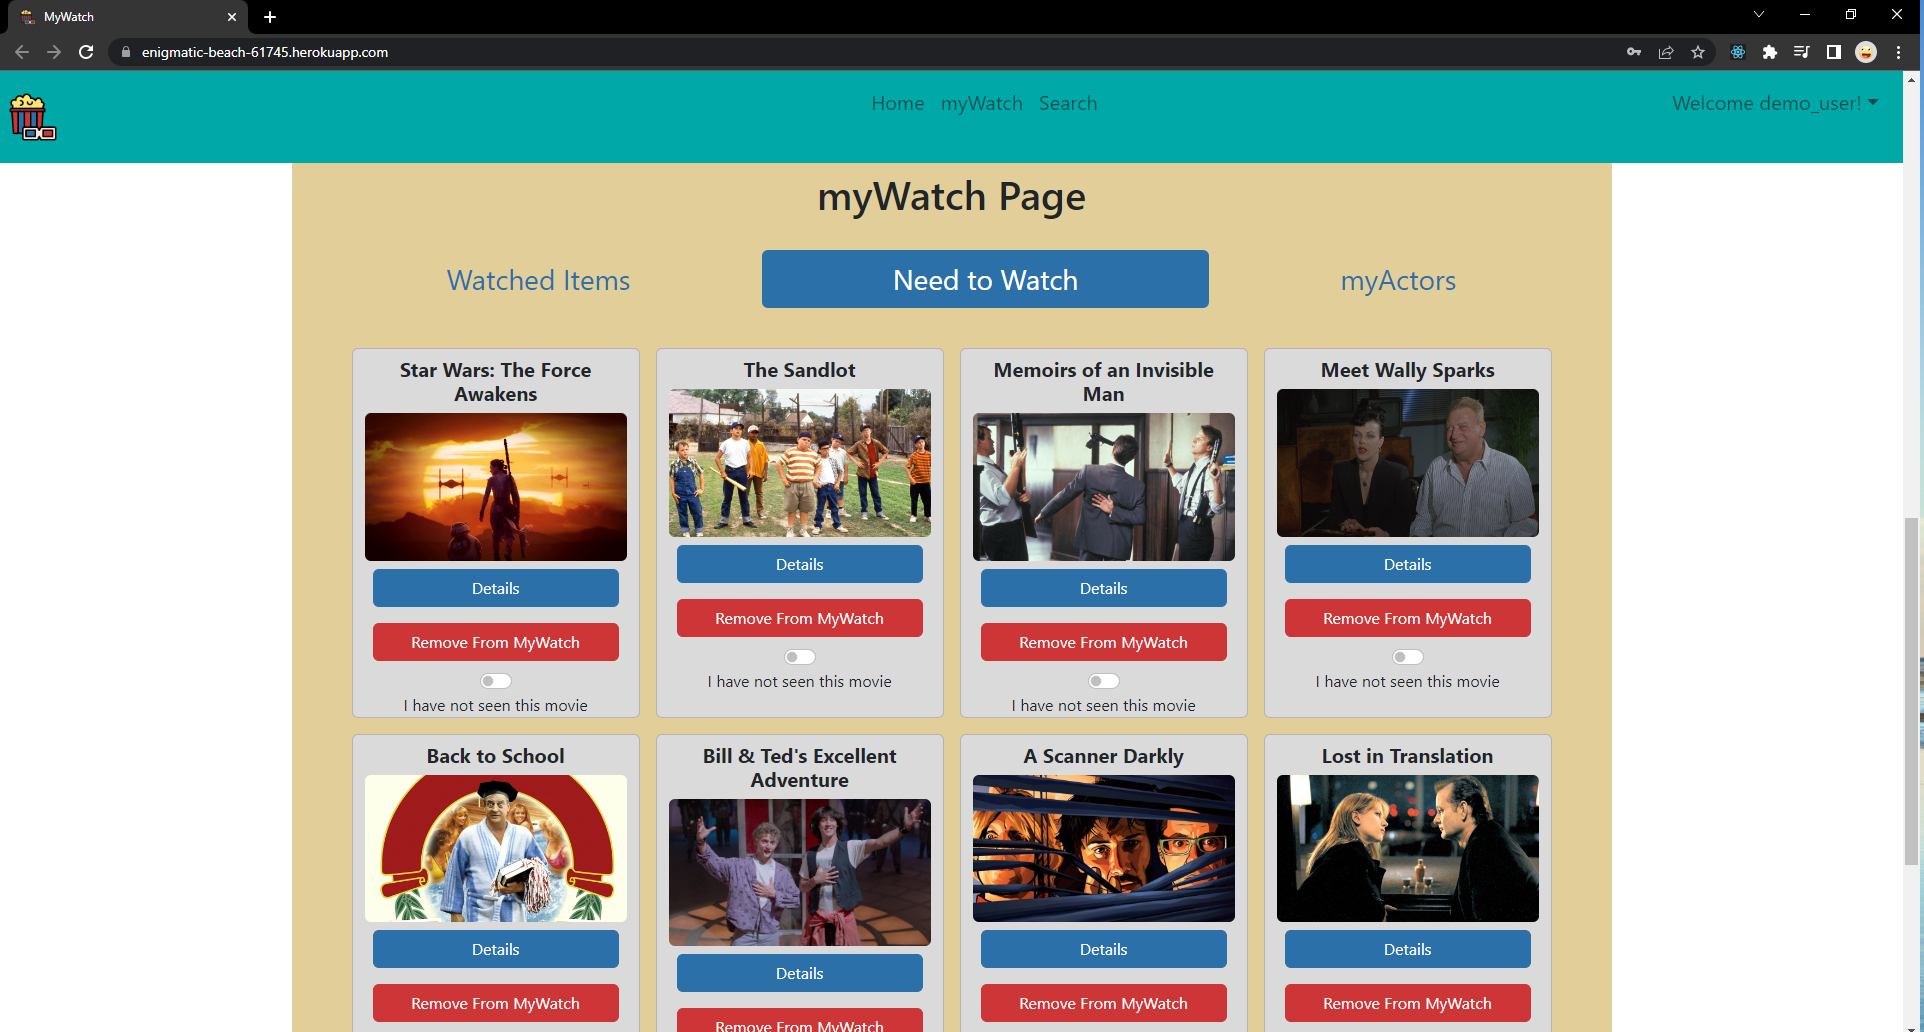 MyWatch
enigmatic-beach-61745.herokuapp.com
Home myWatch Search Welcome demo_user!
myWatch Page
Watched Items Need to Watch myActors
Star Wars: The Force
Awakens
Details
Remove From MyWatch
I have not seen this movie
The Sandlot
Details
Remove From MyWatch
I have not seen this movie
Memoirs of an Invisible
Man
Details
Remove From MyWatch
I have not seen this movie
Meet Wally Sparks
Details
Remove From MyWatch
I have not seen this movie
Back to School
Details
Remove From MyWatch
Bill & Ted's Excellent
Adventure
Details
Remove From MyWatch
A Scanner Darkly
Details
Remove From MyWatch
Lost in Translation
Details
Remove From MyWatch